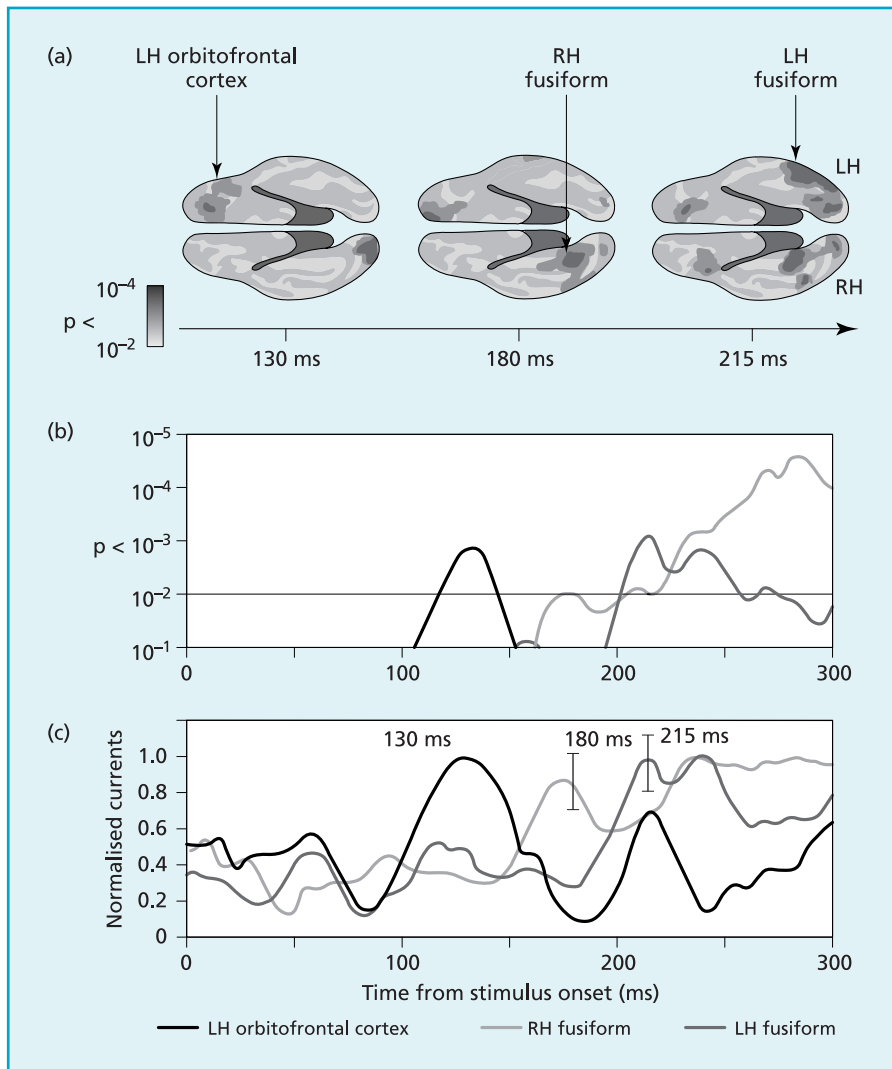 (a)
LH orbitofrontal
cortex
RH
fusiform
LH
fusiform
LH
RH
10⁻⁴
p <
10⁻²
130 ms
180 ms
215 ms
(b)
10⁻⁵
10⁻⁴
p < 10⁻³
10⁻²
10⁻¹
0
100
200
300
(c)
Normalised currents
130 ms
180 ms
215 ms
1.0
0.8
0.6
0.4
0.2
0
0
100
200
300
Time from stimulus onset (ms)
LH orbitofrontal cortex
RH fusiform
LH fusiform